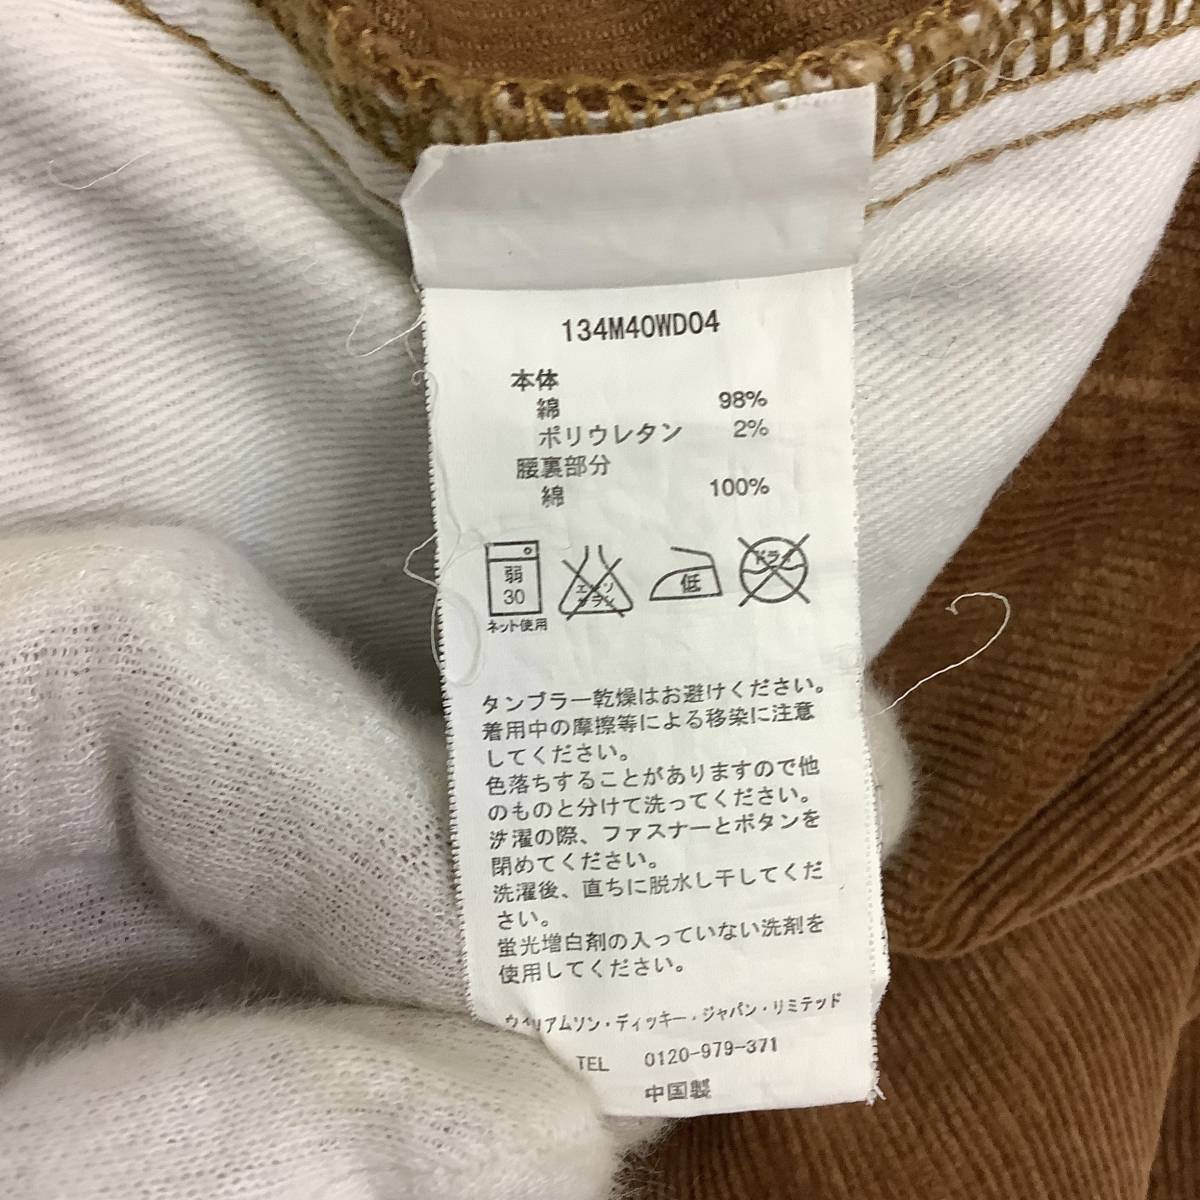 134M40WD04
本体
綿 98%
ポリウレタン 2%
腰裏部分
綿 100%
弱
30
ネット使用
エンソ
サラシ
低
ドライ
タンブラー乾燥はお避けください。
着用中の摩擦等による移染に注意
してください。
色落ちすることがありますので他
のものと分けて洗ってください。
洗濯の際、ファスナーとボタンを
閉めてください。
洗濯後、直ちに脱水し干してくだ
さい。
蛍光増白剤の入っていない洗剤を
使用してください。
ウィリアムソン・ディッキー・ジャパン・リミテッド
TEL 0120-979-371
中国製